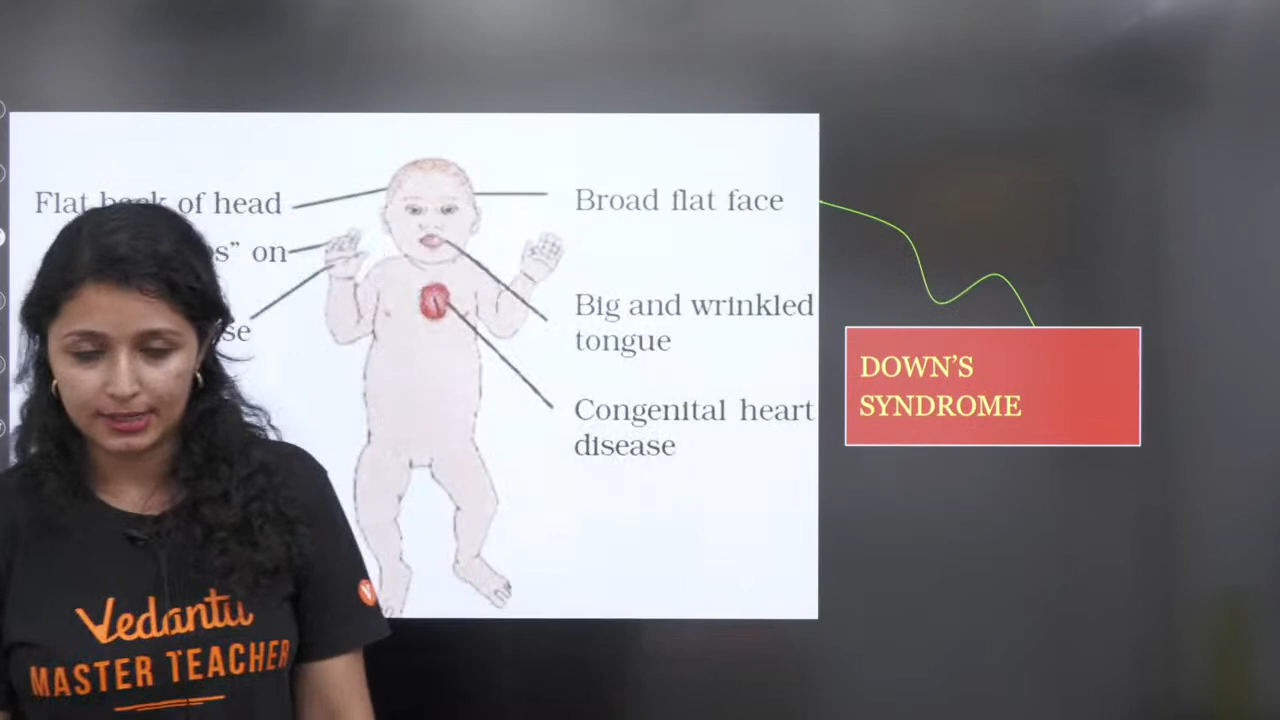 Flat back of head
on
Broad flat face
Big and wrinkled
tongue
Congenital heart
disease
DOWN'S
SYNDROME
Vedantu
MASTER TEACHER
V